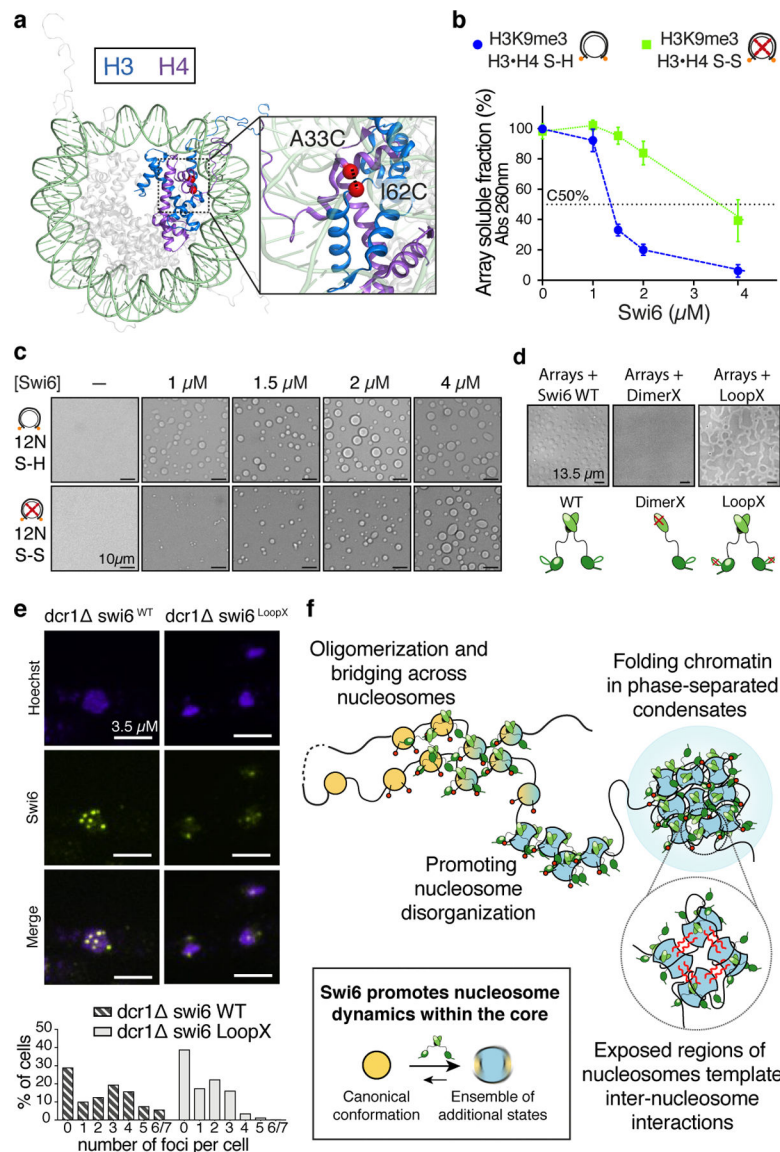 a
H3 H4
A33C
I62C
b
H3K9me3
H3•H4 S-H
H3K9me3
H3•H4 S-S
Array soluble fraction (%)
Abs 260nm
100
80
60
40
20
0
C50%
0 1 2 3 4
Swi6 (µM)
c
[Swi6] — 1 µM 1.5 µM 2 µM 4 µM
12N
S-H
12N
S-S
10µm
d
Arrays +
Swi6 WT
Arrays +
DimerX
Arrays +
LoopX
13.5 µm
WT DimerX LoopX
e
dcr1Δ swi6 WT dcr1Δ swi6 LoopX
Hoechst
3.5 µM
Swi6
Merge
dcr1Δ swi6 WT
dcr1Δ swi6 LoopX
% of cells
50
40
30
20
10
0
0 1 2 3 4 5 6/7 0 1 2 3 4 5 6/7
number of foci per cell
f
Oligomerization and
bridging across
nucleosomes
Folding chromatin
in phase-separated
condensates
Promoting
nucleosome
disorganization
Swi6 promotes nucleosome
dynamics within the core
Canonical
conformation
Ensemble of
additional states
Exposed regions of
nucleosomes template
inter-nucleosome
interactions